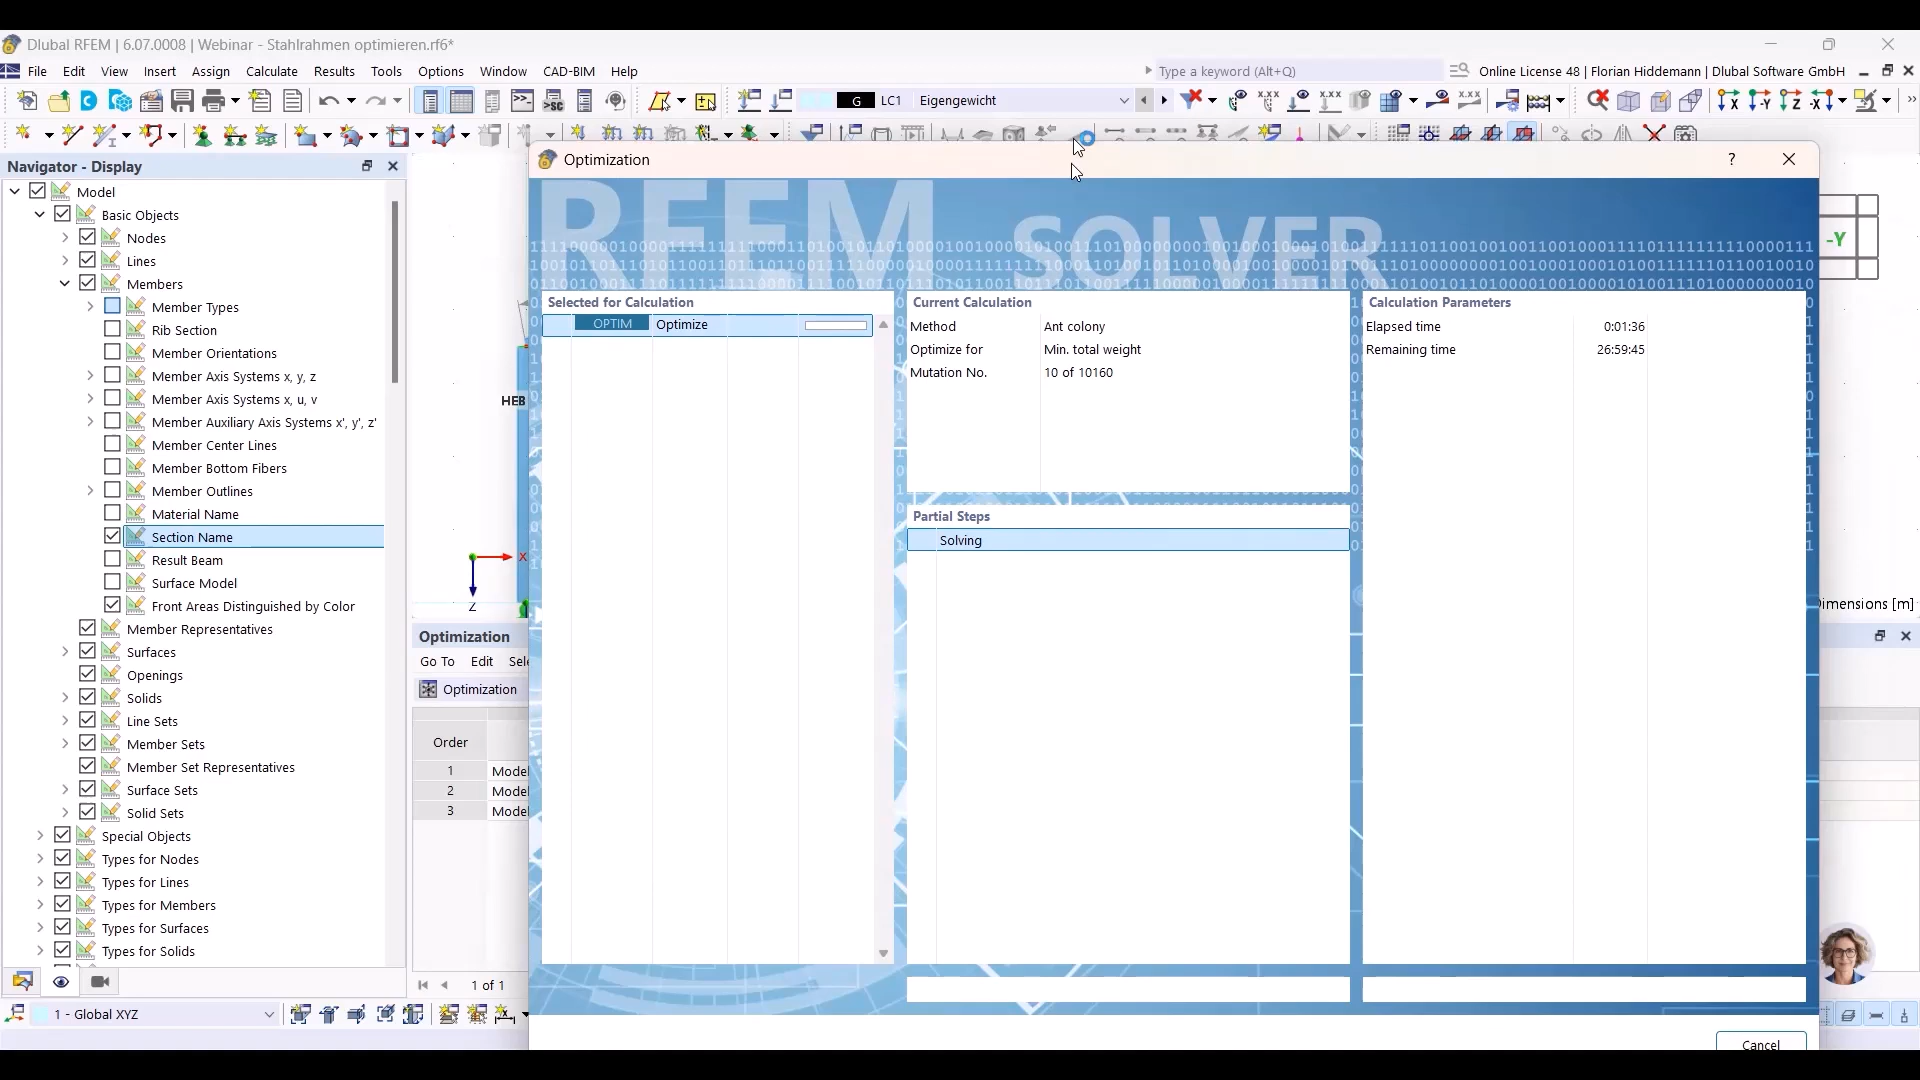 Dlubal RFEM | 6.07.0008 | Webinar - Stahlrahmen optimieren.rf6*
File Edit View Insert Assign Calculate Results Tools Options Window CAD-BIM Help
Type a keyword (Alt+Q)
Online License 48 | Florian Hiddemann | Dlubal Software GmbH
G LC1 Eigengewicht
Navigator - Display
Model
Basic Objects
Nodes
Lines
Members
Member Types
Rib Section
Member Orientations
Member Axis Systems x, y, z
Member Axis Systems x, u, v
Member Auxiliary Axis Systems x', y', z'
Member Center Lines
Member Bottom Fibers
Member Outlines
Material Name
Section Name
Result Beam
Surface Model
Front Areas Distinguished by Color
Member Representatives
Surfaces
Openings
Solids
Line Sets
Member Sets
Member Set Representatives
Surface Sets
Solid Sets
Special Objects
Types for Nodes
Types for Lines
Types for Members
Types for Surfaces
Types for Solids
1 - Global XYZ
HEB
X
Z
-Y
Dimensions [m]
Optimization
Go To Edit Sele
Optimization
Order
1 Model
2 Model
3 Model
1 of 1
Optimization
RFEM SOLVER
Selected for Calculation
OPTIM Optimize
Current Calculation
Method Ant colony
Optimize for Min. total weight
Mutation No. 10 of 10160
Partial Steps
Solving
Calculation Parameters
Elapsed time 0:01:36
Remaining time 26:59:45
Cancel